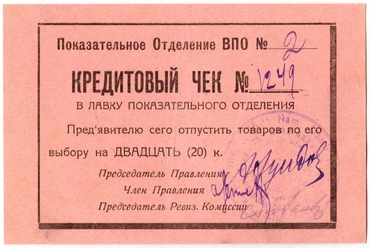 Показательное Отделение ВПО № 2
КРЕДИТОВЫЙ ЧЕК № 1249
В ЛАВКУ ПОКАЗАТЕЛЬНОГО ОТДЕЛЕНИЯ
Пред'явителю сего отпустить товаров по его
выбору на ДВАДЦАТЬ (20) к.
Председатель Правления
Член Правления
Председатель Ревиз. Комиссии